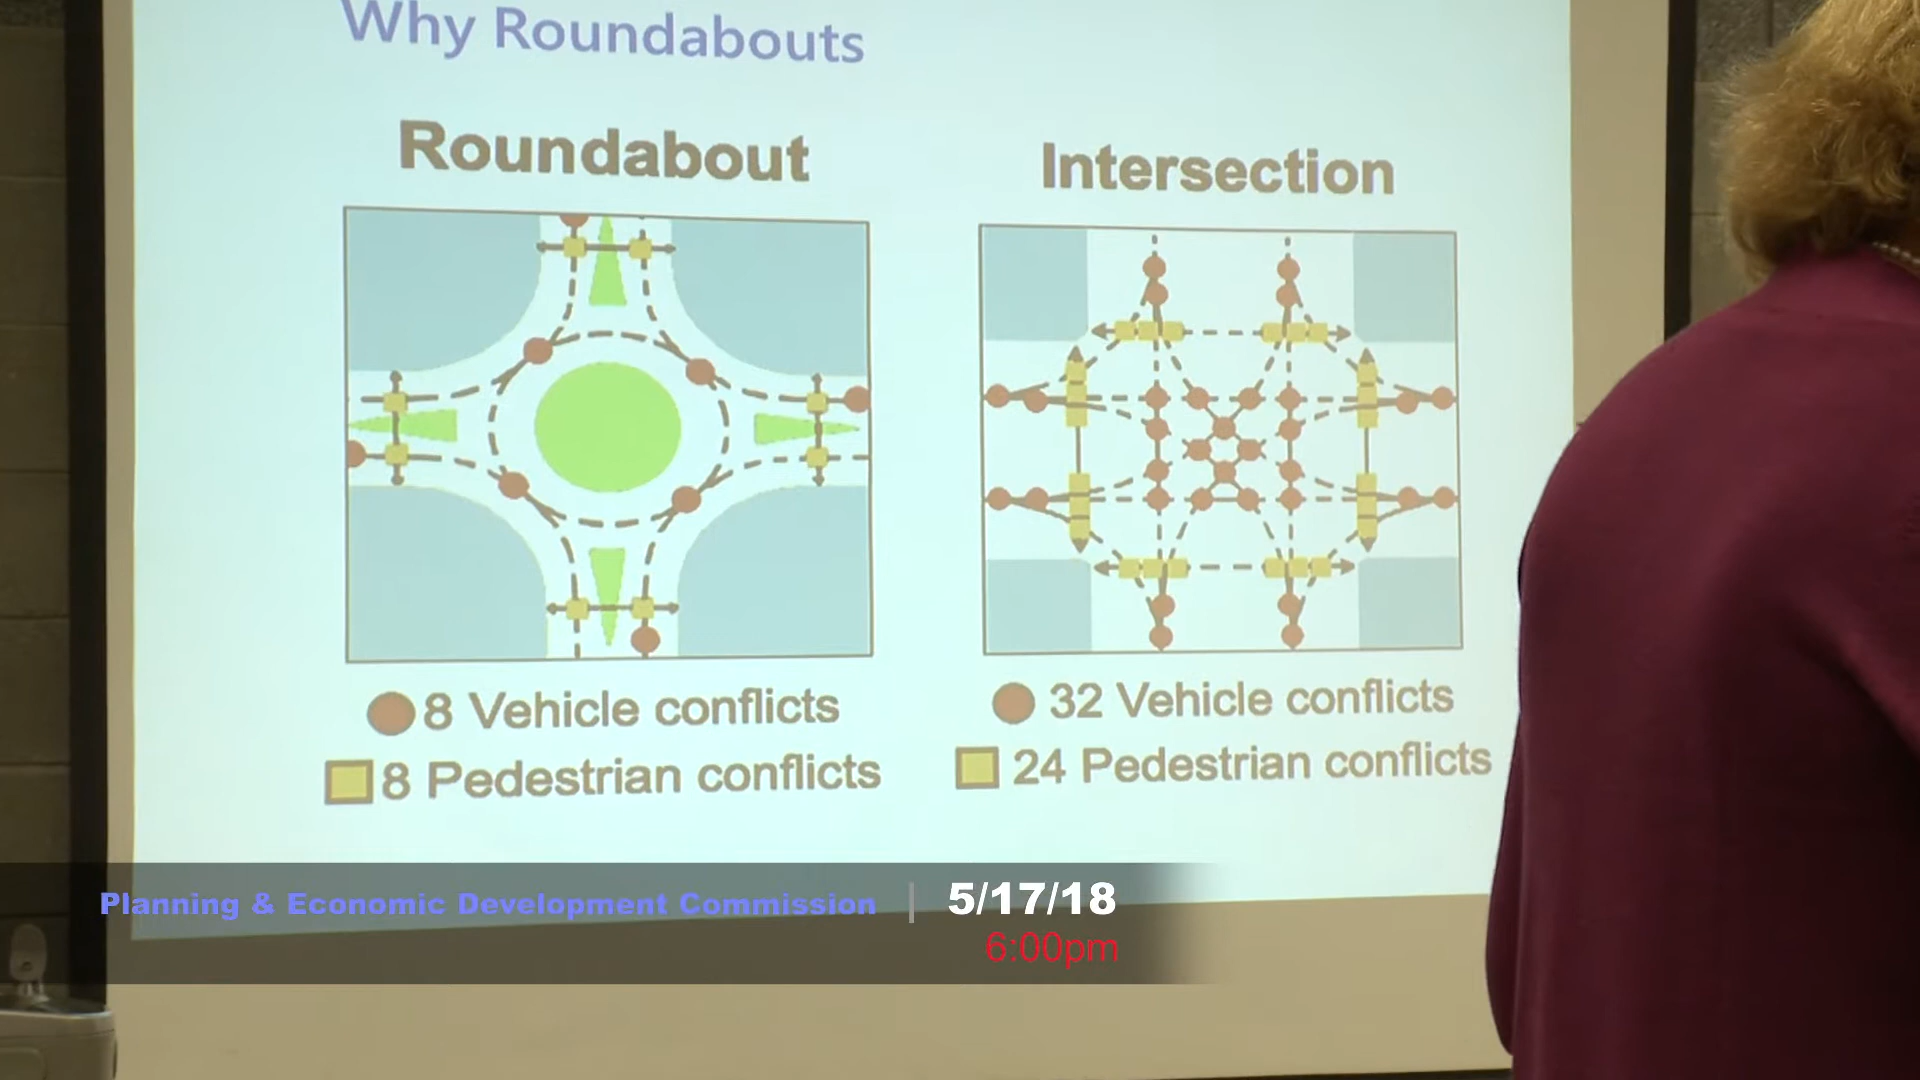 Why Roundabouts
Roundabout
Intersection
8 Vehicle conflicts
8 Pedestrian conflicts
32 Vehicle conflicts
24 Pedestrian conflicts
Planning & Economic Development Commission | 5/17/18
6:00pm